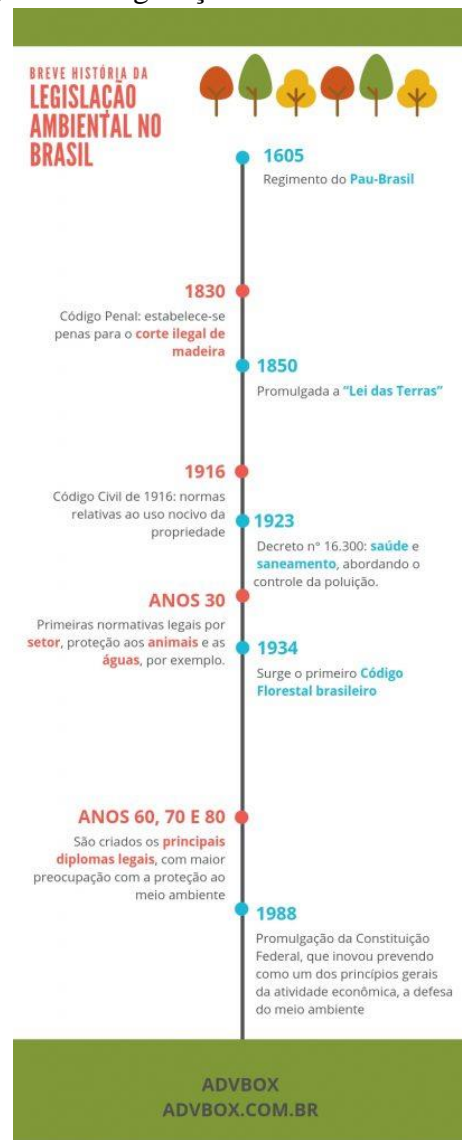 BREVE HISTÓRIA DA
LEGISLAÇÃO
AMBIENTAL NO
BRASIL
1605
Regimento do Pau-Brasil
1830
Código Penal: estabelece-se
penas para o corte ilegal de
madeira
1850
Promulgada a “Lei das Terras”
1916
Código Civil de 1916: normas
relativas ao uso nocivo da
propriedade
1923
Decreto n° 16.300: saúde e
saneamento, abordando o
controle da poluição.
ANOS 30
Primeiras normativas legais por
setor, proteção aos animais e as
águas, por exemplo.
1934
Surge o primeiro Código
Florestal brasileiro
ANOS 60, 70 E 80
São criados os principais
diplomas legais, com maior
preocupação com a proteção ao
meio ambiente
1988
Promulgação da Constituição
Federal, que inovou prevendo
como um dos princípios gerais
da atividade econômica, a defesa
do meio ambiente
ADVBOX
ADVBOX.COM.BR